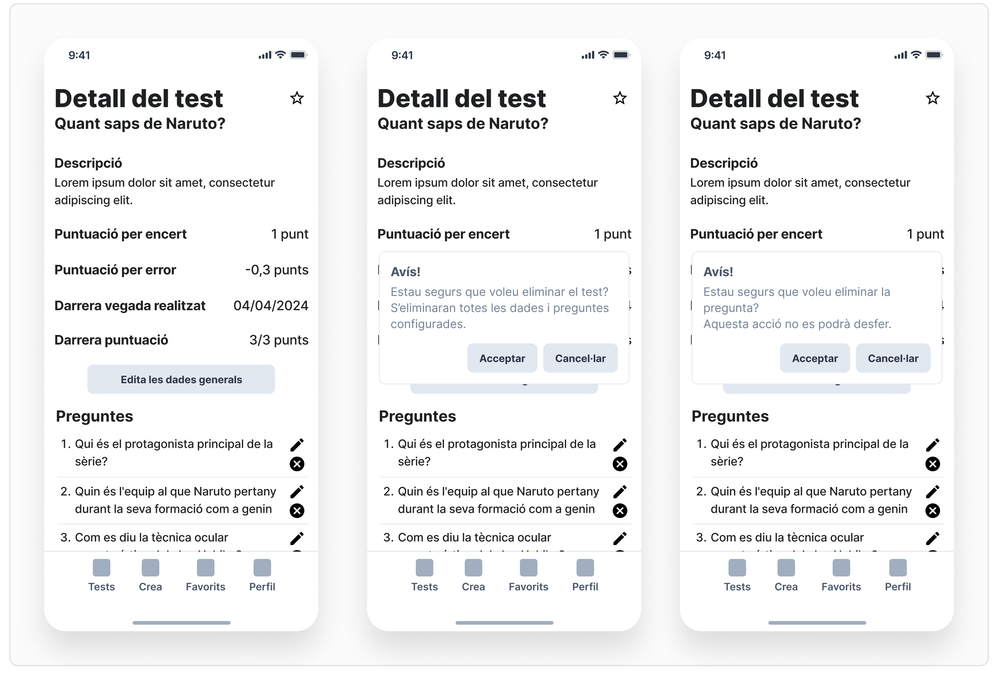 9:41
Detall del test
Quant saps de Naruto?
Descripció
Lorem ipsum dolor sit amet, consectetur
adipiscing elit.
Puntuació per encert 1 punt
Puntuació per error -0,3 punts
Darrera vegada realitzat 04/04/2024
Darrera puntuació 3/3 punts
Edita les dades generals
Preguntes
1. Qui és el protagonista principal de la
sèrie?
2. Quin és l'equip al que Naruto pertany
durant la seva formació com a genin
3. Com es diu la tècnica ocular
Tests Crea Favorits Perfil
9:41
Detall del test
Quant saps de Naruto?
Descripció
Lorem ipsum dolor sit amet, consectetur
adipiscing elit.
Puntuació per encert 1 punt
Avís!
Estau segurs que voleu eliminar el test?
S’eliminaran totes les dades i preguntes
configurades.
Acceptar Cancel·lar
Preguntes
1. Qui és el protagonista principal de la
sèrie?
2. Quin és l'equip al que Naruto pertany
durant la seva formació com a genin
3. Com es diu la tècnica ocular
Tests Crea Favorits Perfil
9:41
Detall del test
Quant saps de Naruto?
Descripció
Lorem ipsum dolor sit amet, consectetur
adipiscing elit.
Puntuació per encert 1 punt
Avís!
Estau segurs que voleu eliminar la
pregunta?
Aquesta acció no es podrà desfer.
Acceptar Cancel·lar
Preguntes
1. Qui és el protagonista principal de la
sèrie?
2. Quin és l'equip al que Naruto pertany
durant la seva formació com a genin
3. Com es diu la tècnica ocular
Tests Crea Favorits Perfil